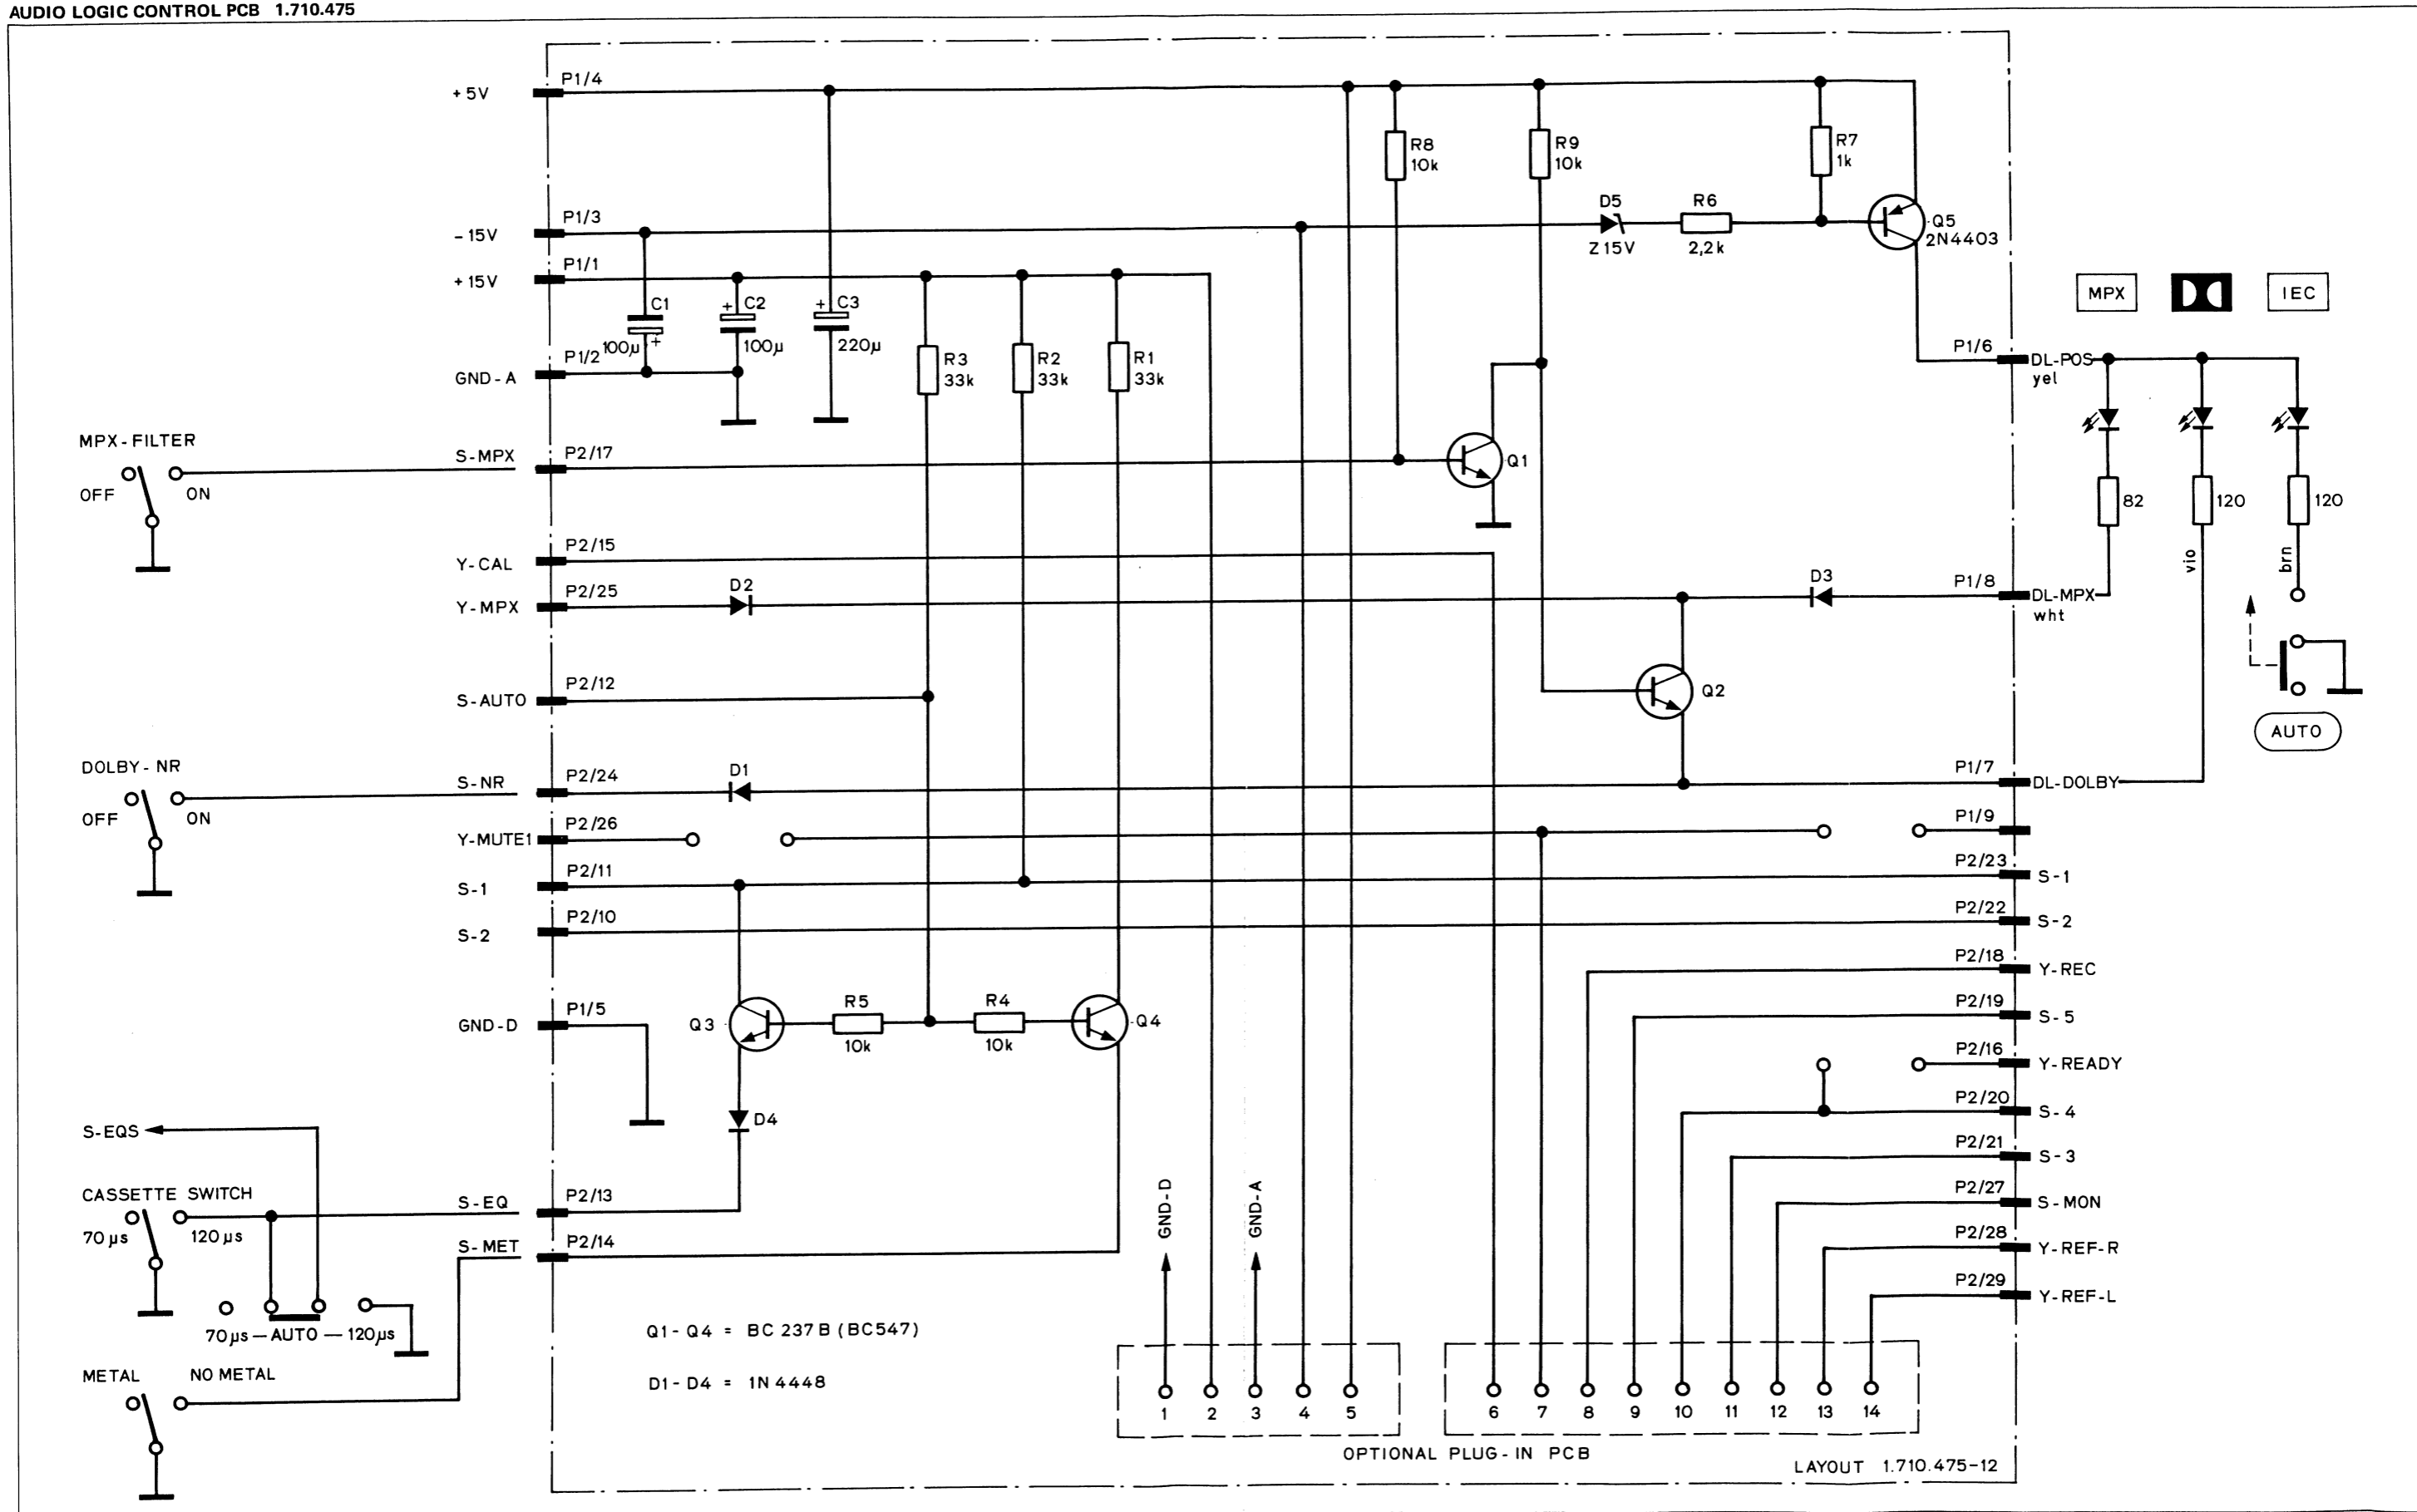 AUDIO LOGIC CONTROL PCB 1.710.475
+5V
P1/4
R8
10k
R9
10k
R7
1k
-15V
P1/3
D5
Z15V
R6
2,2k
Q5
2N4403
+15V
P1/1
C1
100µ
+
+ C2
100µ
+ C3
220µ
MPX
IEC
GND-A
P1/2
R3
33k
R2
33k
R1
33k
P1/6
DL-POS
yel
MPX-FILTER
OFF
ON
S-MPX
P2/17
Q1
82
120
120
Y-CAL
P2/15
vio
brn
Y-MPX
P2/25
D2
D3
P1/8
DL-MPX
wht
S-AUTO
P2/12
Q2
AUTO
DOLBY-NR
OFF
ON
S-NR
P2/24
D1
P1/7
DL-DOLBY
Y-MUTE1
P2/26
P1/9
S-1
P2/11
P2/23
S-1
S-2
P2/10
P2/22
S-2
P2/18
Y-REC
GND-D
P1/5
Q3
R5
10k
R4
10k
Q4
P2/19
S-5
P2/16
Y-READY
P2/20
S-4
S-EQS
D4
P2/21
S-3
CASSETTE SWITCH
70µs
120µs
S-EQ
P2/13
GND-D
GND-A
P2/27
S-MON
S-MET
P2/14
P2/28
Y-REF-R
P2/29
Y-REF-L
70µs — AUTO — 120µs
Q1-Q4 = BC 237B (BC547)
METAL
NO METAL
D1-D4 = 1N4448
1 2 3 4 5 6 7 8 9 10 11 12 13 14
OPTIONAL PLUG-IN PCB
LAYOUT 1.710.475-12